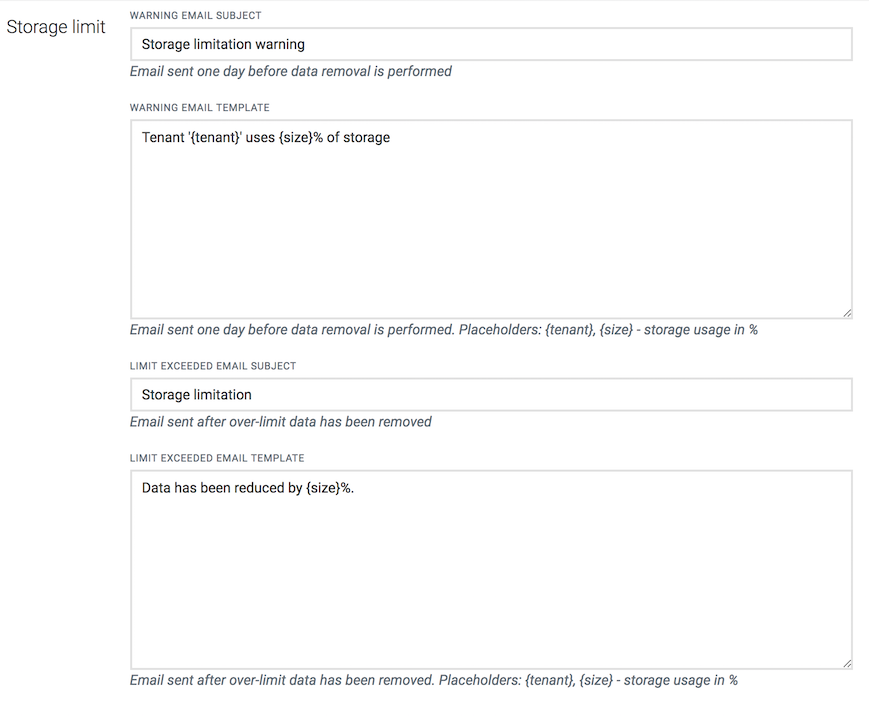 Storage limit
WARNING EMAIL SUBJECT
Storage limitation warning
Email sent one day before data removal is performed
WARNING EMAIL TEMPLATE
Tenant '{tenant}' uses {size}% of storage
Email sent one day before data removal is performed. Placeholders: {tenant}, {size} - storage usage in %
LIMIT EXCEEDED EMAIL SUBJECT
Storage limitation
Email sent after over-limit data has been removed
LIMIT EXCEEDED EMAIL TEMPLATE
Data has been reduced by {size}%.
Email sent after over-limit data has been removed. Placeholders: {tenant}, {size} - storage usage in %